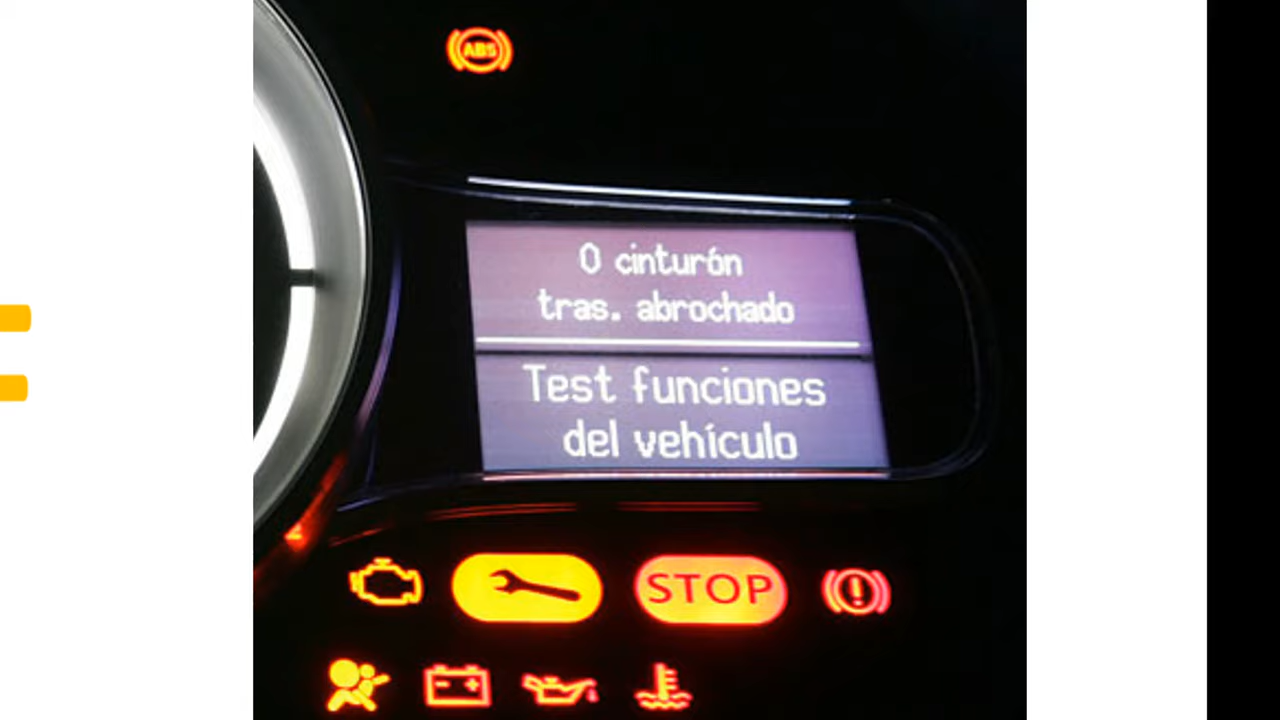 ABS
0 cinturón
tras. abrochado
Test funciones
del vehículo
STOP